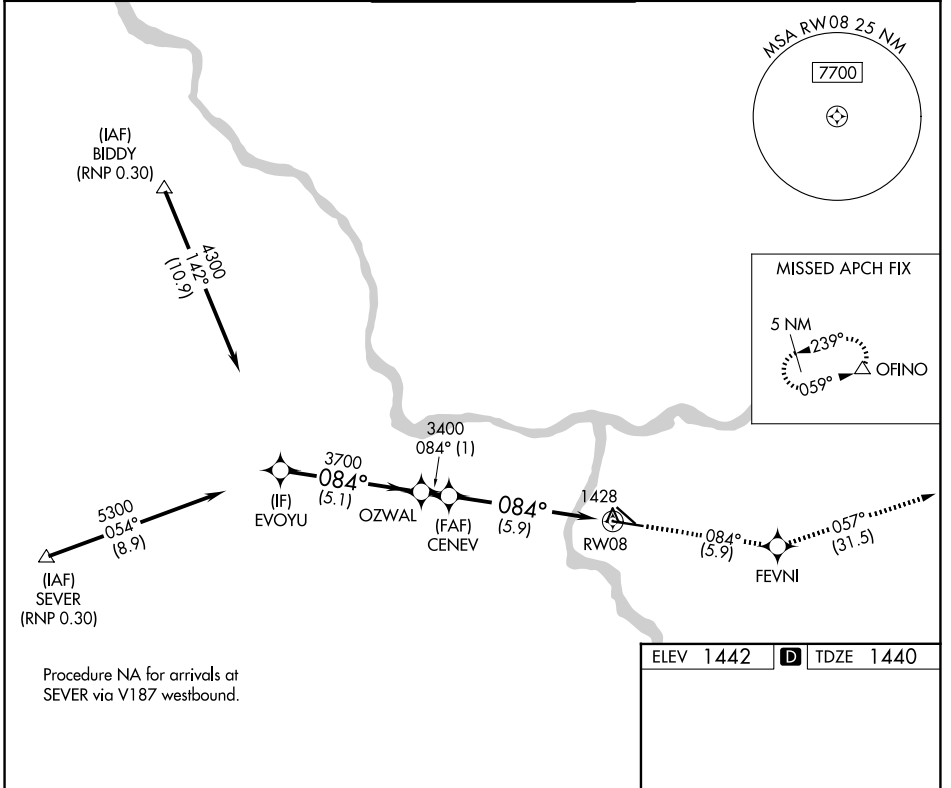 MSA RW08 25 NM
7700
(IAF)
BIDDY
(RNP 0.30)
4300
142°
(10.9)
MISSED APCH FIX
5 NM
239°
059°
OFINO
3400
084° (1)
3700
084°
(5.1)
(IF)
EVOYU
OZWAL
(FAF)
CENEV
084°
(5.9)
1428
RW08
084°
(5.9)
FEVNI
057°
(31.5)
5300
054°
(8.9)
(IAF)
SEVER
(RNP 0.30)
Procedure NA for arrivals at
SEVER via V187 westbound.
ELEV 1442 D TDZE 1440